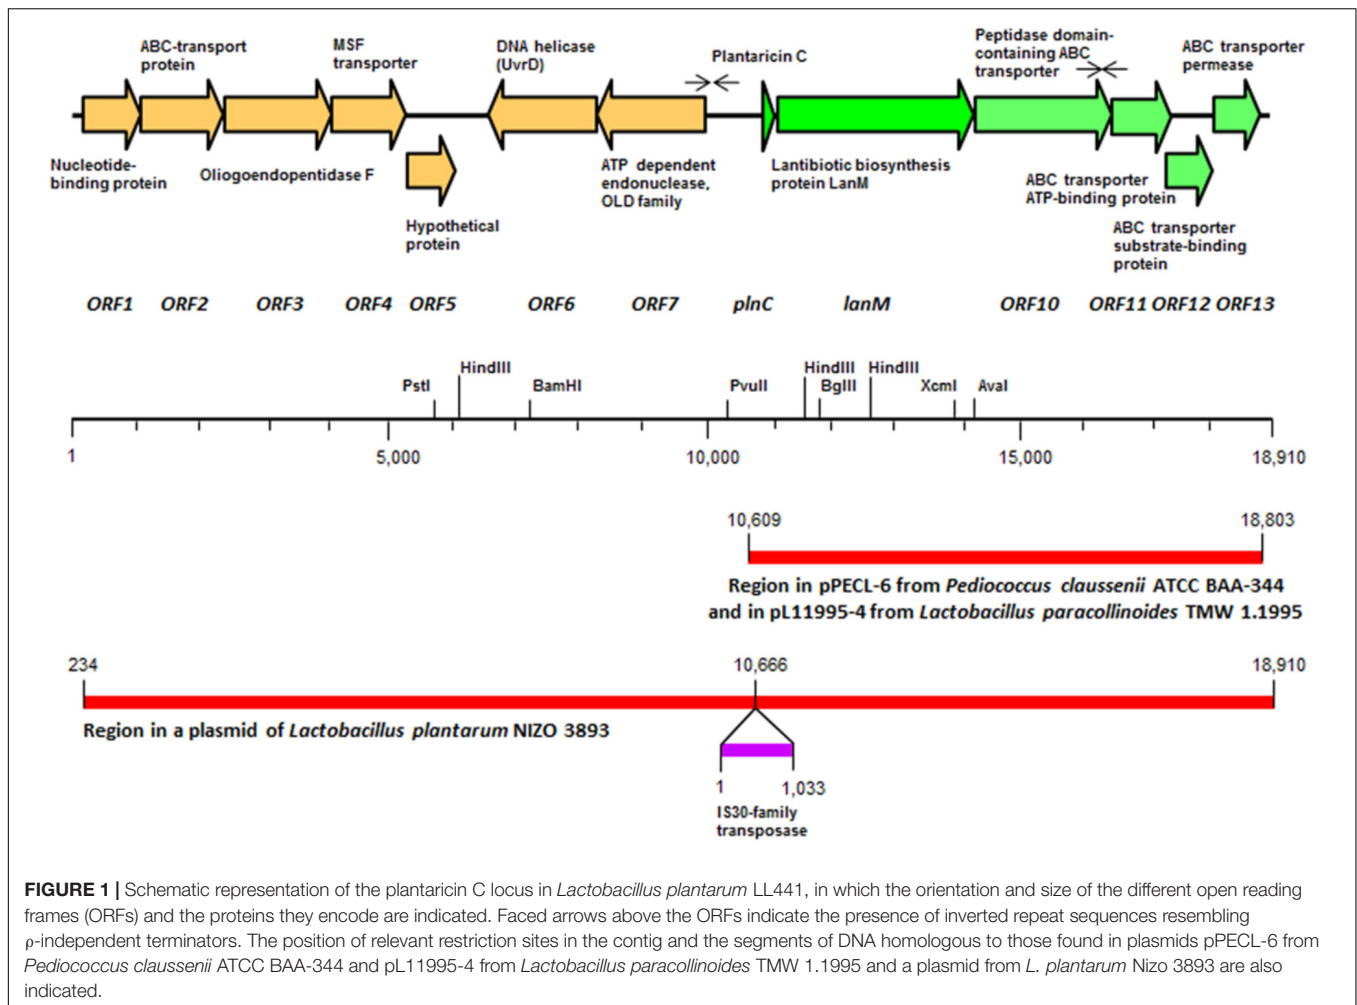 ABC-transport
protein
MSF
transporter
DNA helicase
(UvrD)
Plantaricin C
Peptidase domain-
containing ABC
transporter
ABC transporter
permease
Nucleotide-
binding protein
Oliogoendopentidase F
Hypothetical
protein
ATP dependent
endonuclease,
OLD family
Lantibiotic biosynthesis
protein LanM
ABC transporter
ATP-binding protein
ABC transporter
substrate-binding
protein
ORF1 ORF2 ORF3 ORF4 ORF5 ORF6 ORF7 plnC lanM ORF10 ORF11 ORF12 ORF13
PstI HindIII BamHI PvuII HindIII BglII HindIII XcmI AvaI
1 5,000 10,000 15,000 18,910
10,609 18,803
Region in pPECL-6 from Pediococcus claussenii ATCC BAA-344
and in pL11995-4 from Lactobacillus paracollinoides TMW 1.1995
234 10,666 18,910
Region in a plasmid of Lactobacillus plantarum NIZO 3893
1 1,033
IS30-family
transposase
FIGURE 1 | Schematic representation of the plantaricin C locus in Lactobacillus plantarum LL441, in which the orientation and size of the different open reading
frames (ORFs) and the proteins they encode are indicated. Faced arrows above the ORFs indicate the presence of inverted repeat sequences resembling
ρ-independent terminators. The position of relevant restriction sites in the contig and the segments of DNA homologous to those found in plasmids pPECL-6 from
Pediococcus claussenii ATCC BAA-344 and pL11995-4 from Lactobacillus paracollinoides TMW 1.1995 and a plasmid from L. plantarum Nizo 3893 are also
indicated.